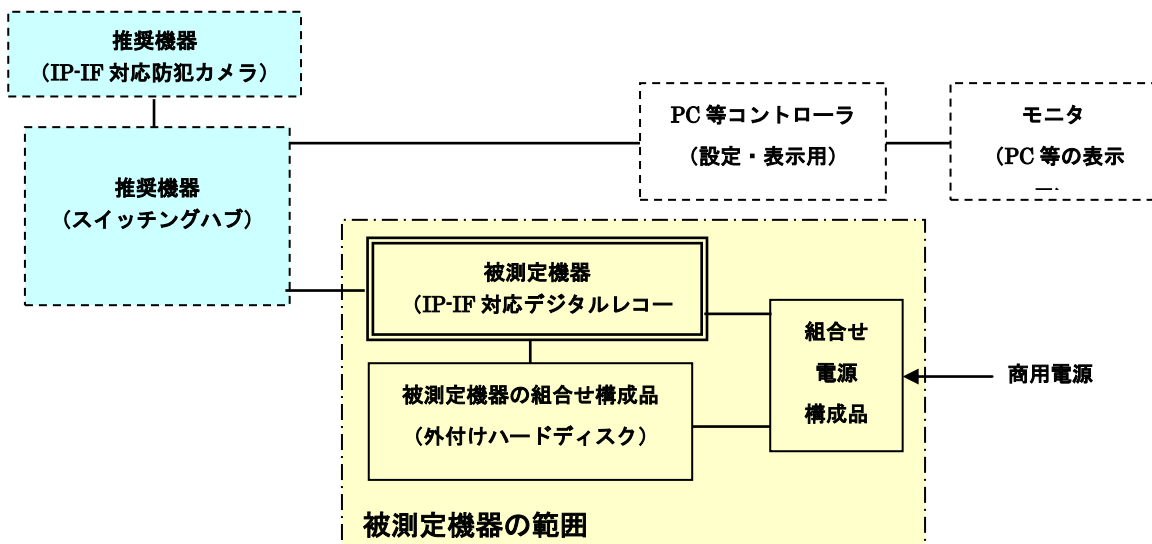 推奨機器
（IP-IF 対応防犯カメラ）
推奨機器
（スイッチングハブ）
PC 等コントローラ
（設定・表示用）
モニタ
（PC 等の表示
被測定機器
（IP-IF 対応デジタルレコー
被測定機器の組合せ構成品
（外付けハードディスク）
組合せ
電源
構成品
商用電源
被測定機器の範囲